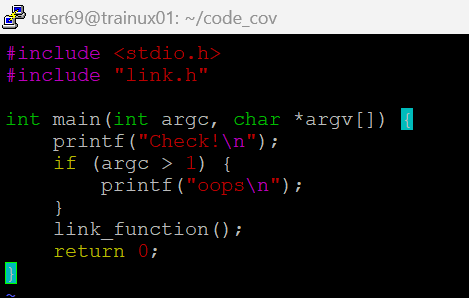 user69@trainux01: ~/code_cov
#include <stdio.h>
#include "link.h"

int main(int argc, char *argv[]) {
    printf("Check!\n");
    if (argc > 1) {
        printf("oops\n");
    }
    link_function();
    return 0;
}
~